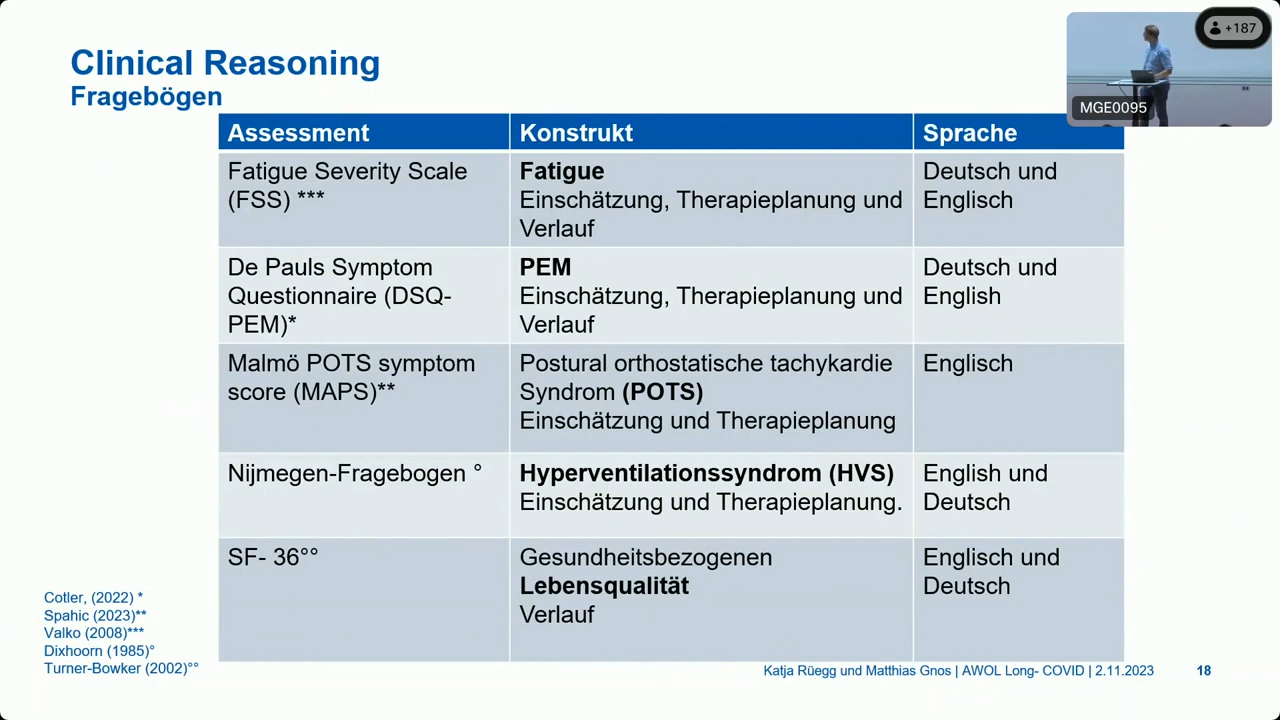 Clinical Reasoning
Fragebögen
+187
MGE0095
Assessment
Konstrukt
Sprache
Fatigue Severity Scale
(FSS) ***
Fatigue
Einschätzung, Therapieplanung und
Verlauf
Deutsch und
Englisch
De Pauls Symptom
Questionnaire (DSQ-
PEM)*
PEM
Einschätzung, Therapieplanung und
Verlauf
Deutsch und
English
Malmö POTS symptom
score (MAPS)**
Postural orthostatische tachykardie
Syndrom (POTS)
Einschätzung und Therapieplanung
Englisch
Nijmegen-Fragebogen °
Hyperventilationssyndrom (HVS)
Einschätzung und Therapieplanung.
English und
Deutsch
SF- 36°°
Gesundheitsbezogenen
Lebensqualität
Verlauf
Englisch und
Deutsch
Cotler, (2022) *
Spahic (2023)**
Valko (2008)***
Dixhoorn (1985)°
Turner-Bowker (2002)°°
Katja Rüegg und Matthias Gnos | AWOL Long- COVID | 2.11.2023
18